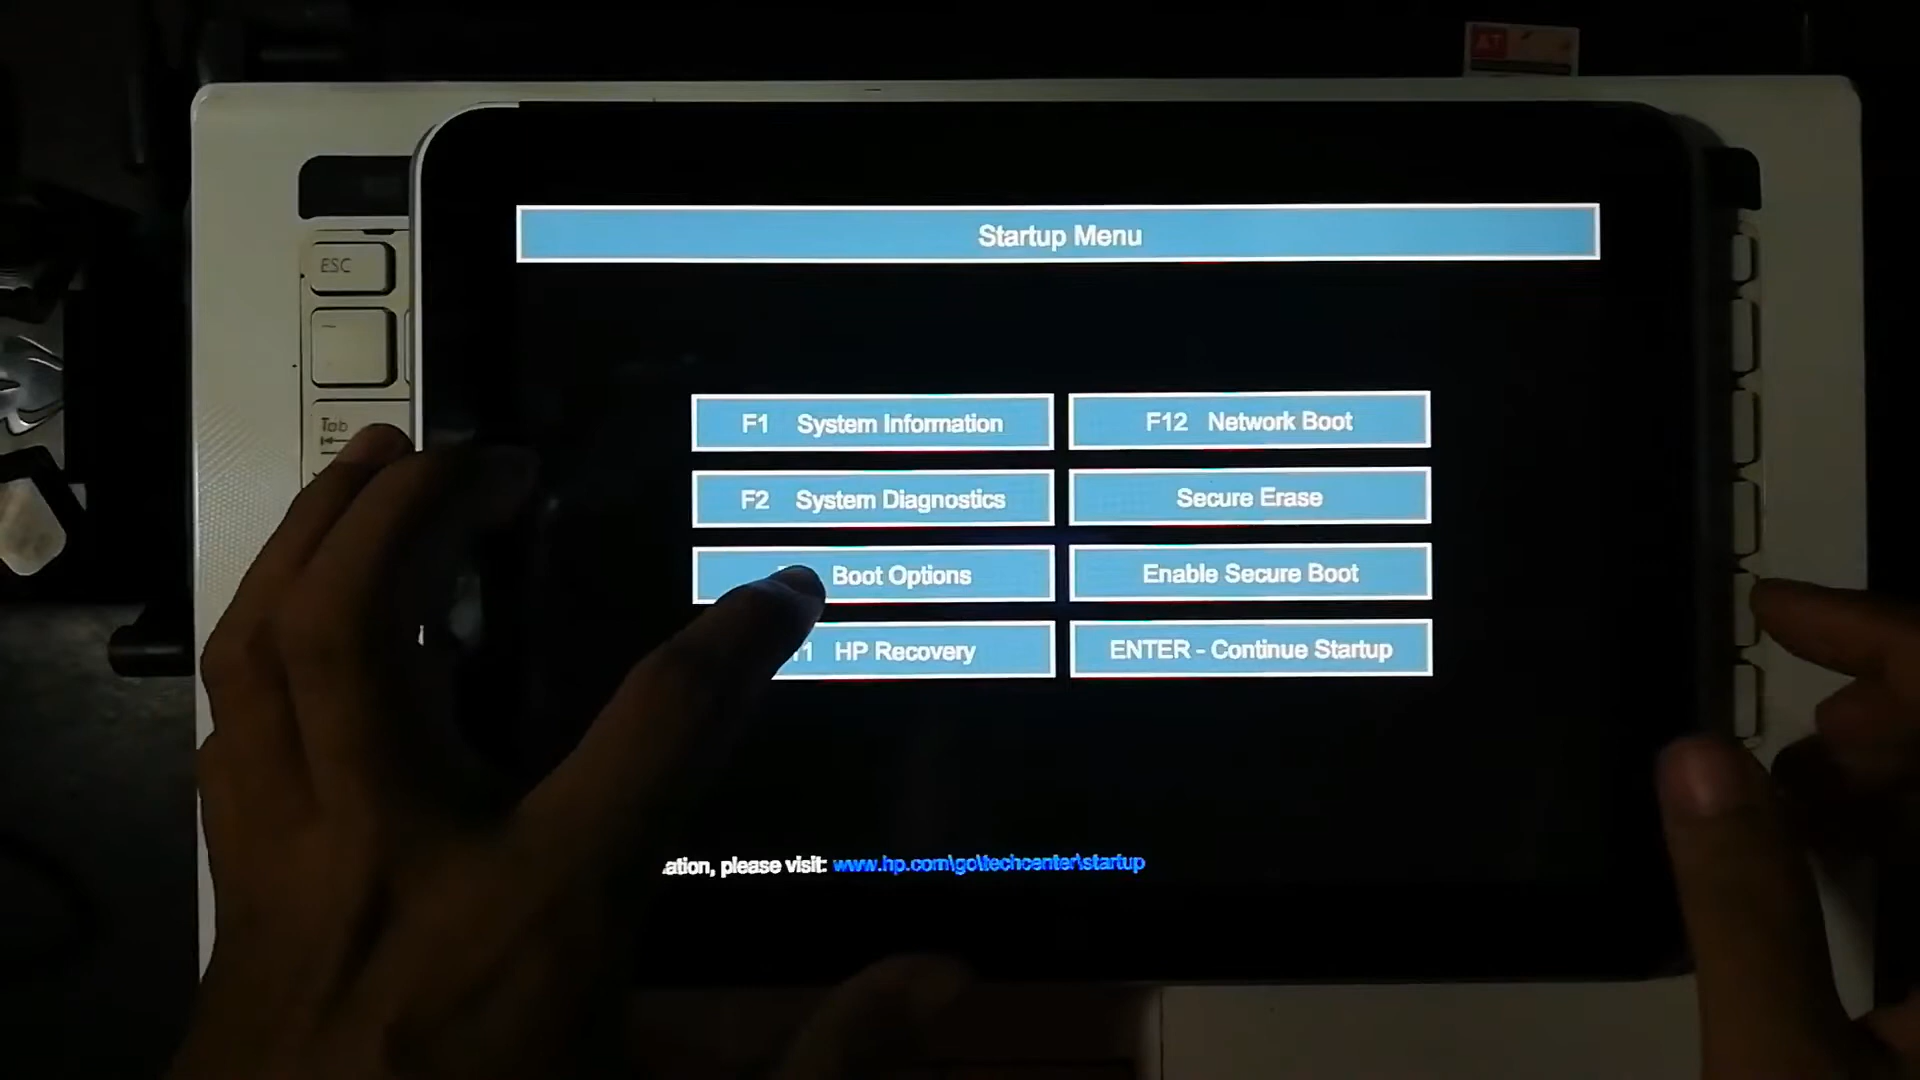 AT
Startup Menu
ESC
~
Tab
F1 System Information
F12 Network Boot
F2 System Diagnostics
Secure Erase
Boot Options
Enable Secure Boot
HP Recovery
ENTER - Continue Startup
please visit: www.hp.com\go\techcenter\startup